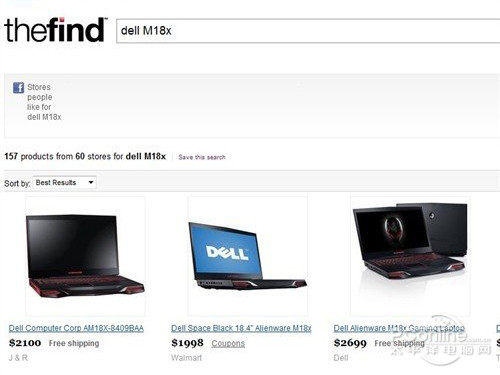 thefind
dell M18x
Stores
people
like for
dell M18x
157 products from 60 stores for dell M18x Save this search
Sort by: Best Results
DELL
Dell Computer Corp AM18X-8409BAA
$2100 Free shipping
J & R
Dell Space Black 18.4" Alienware M18x
$1998 Coupons
Walmart
Dell Alienware M18x Gaming Laptop
$2699 Free shipping
Dell
PConline
太平洋电脑网